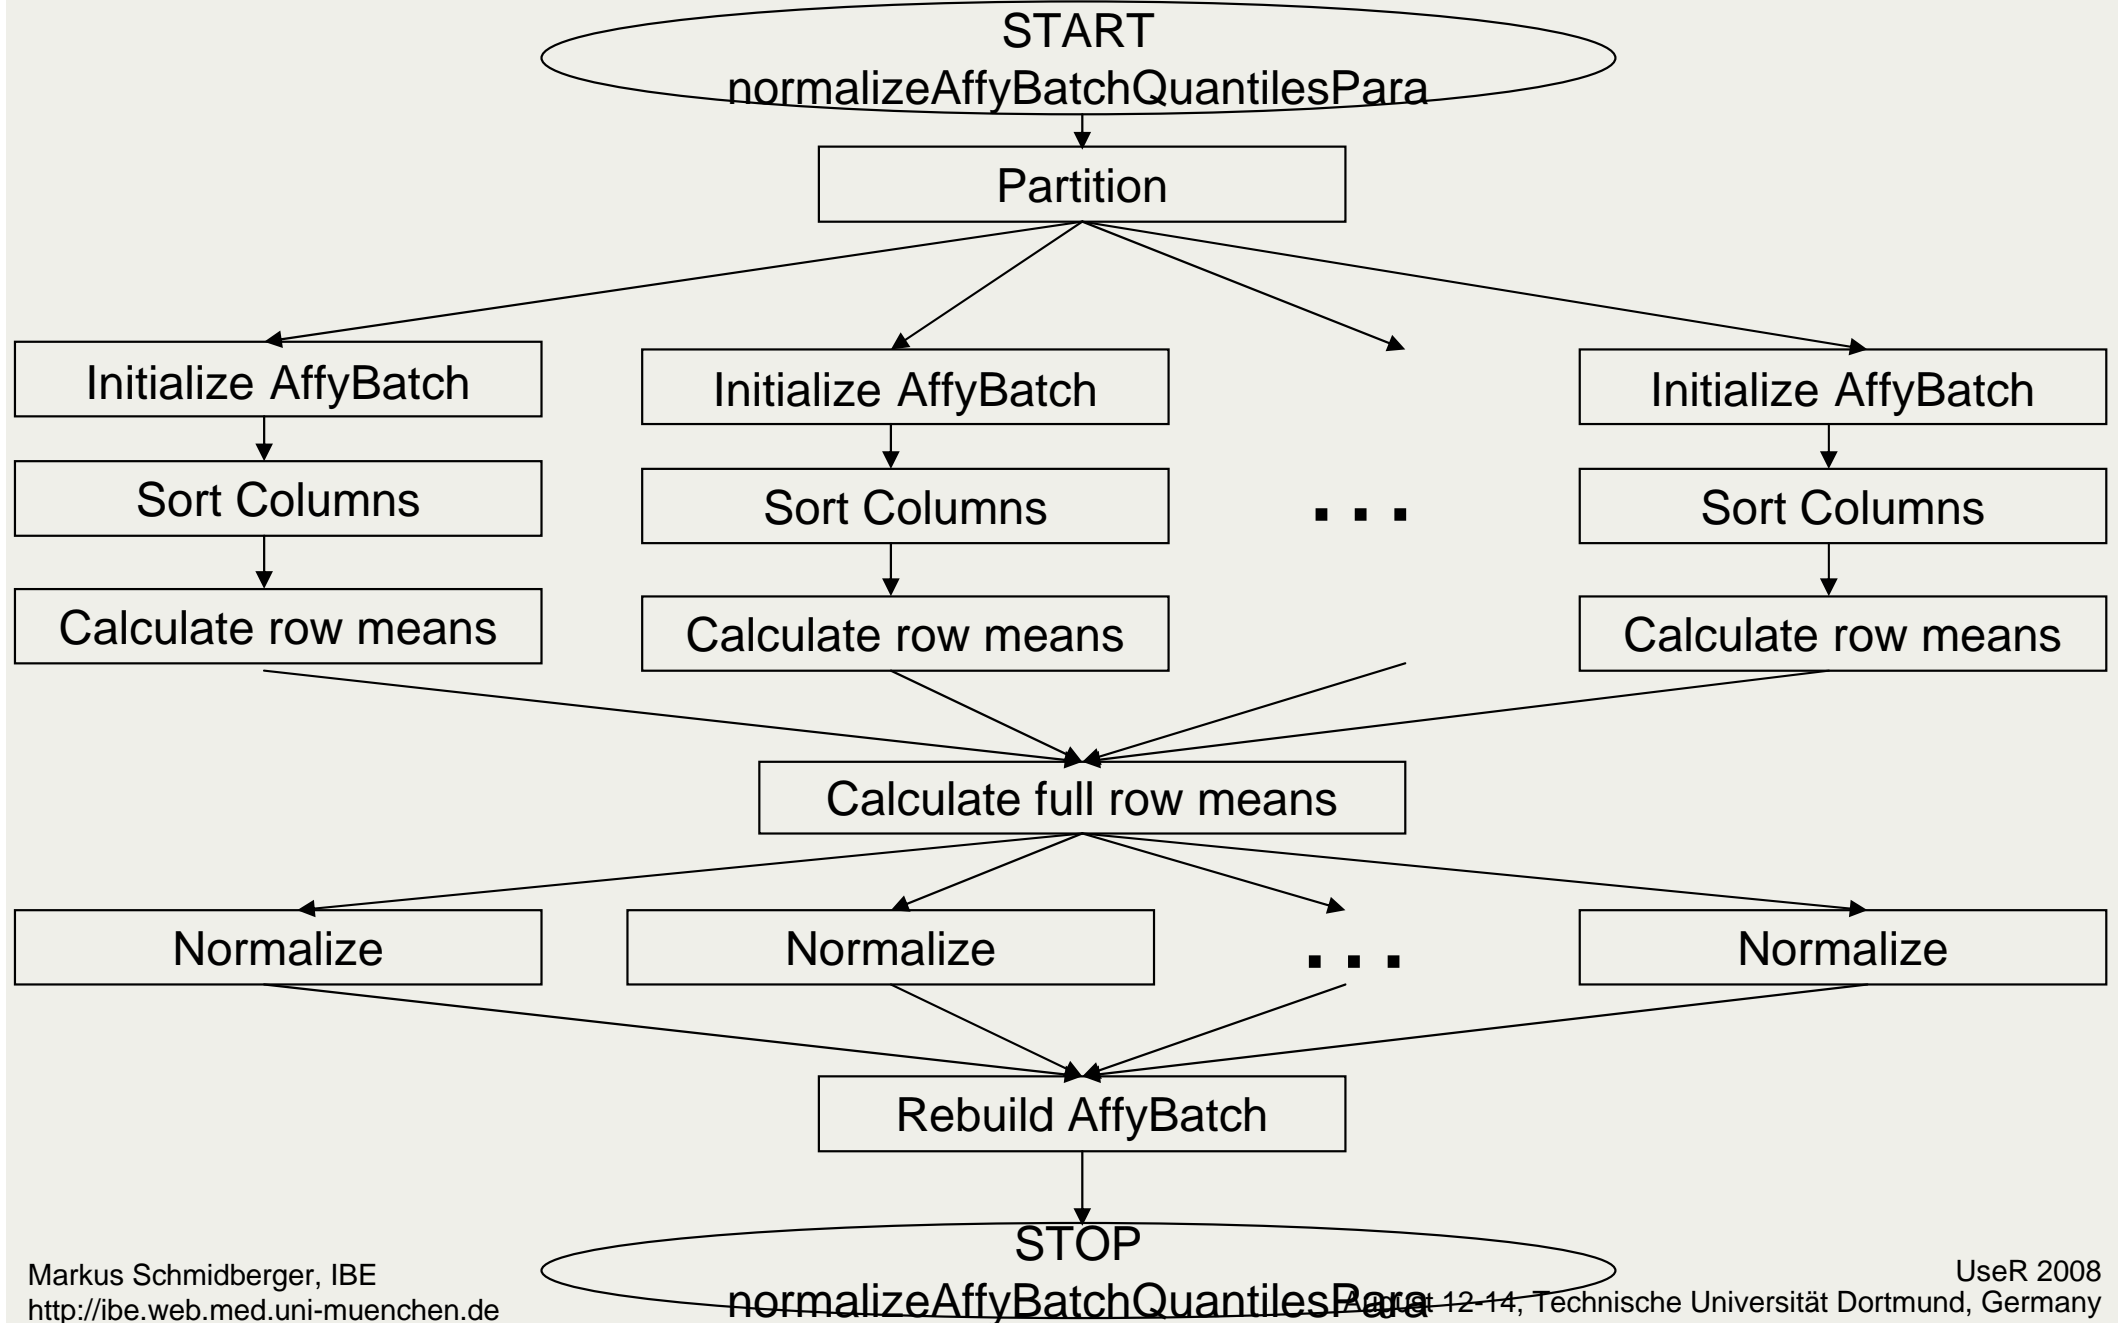 START
normalizeAffyBatchQuantilesPara
Partition
Initialize AffyBatch
Initialize AffyBatch
Initialize AffyBatch
Sort Columns
Sort Columns
...
Sort Columns
Calculate row means
Calculate row means
Calculate row means
Calculate full row means
Normalize
Normalize
...
Normalize
Rebuild AffyBatch
STOP
normalizeAffyBatchQuantilesPara
Markus Schmidberger, IBE
http://ibe.web.med.uni-muenchen.de
UseR 2008
August 12-14, Technische Universität Dortmund, Germany